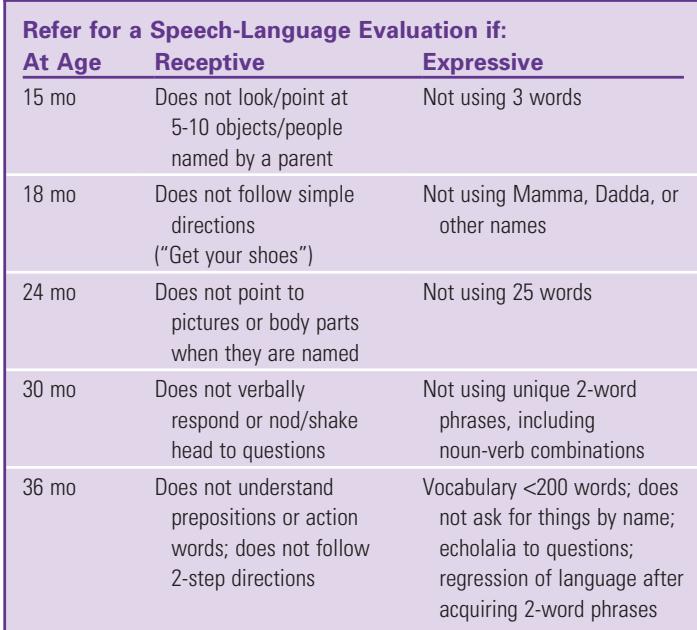 Refer for a Speech-Language Evaluation if:
At Age Receptive Expressive
15 mo Does not look/point at Not using 3 words
5-10 objects/people
named by a parent
18 mo Does not follow simple Not using Mamma, Dadda, or
directions other names
("Get your shoes")
24 mo Does not point to Not using 25 words
pictures or body parts
when they are named
30 mo Does not verbally Not using unique 2-word
respond or nod/shake phrases, including
head to questions noun-verb combinations
36 mo Does not understand Vocabulary <200 words; does
prepositions or action not ask for things by name;
words; does not follow echolalia to questions;
2-step directions regression of language after
acquiring 2-word phrases